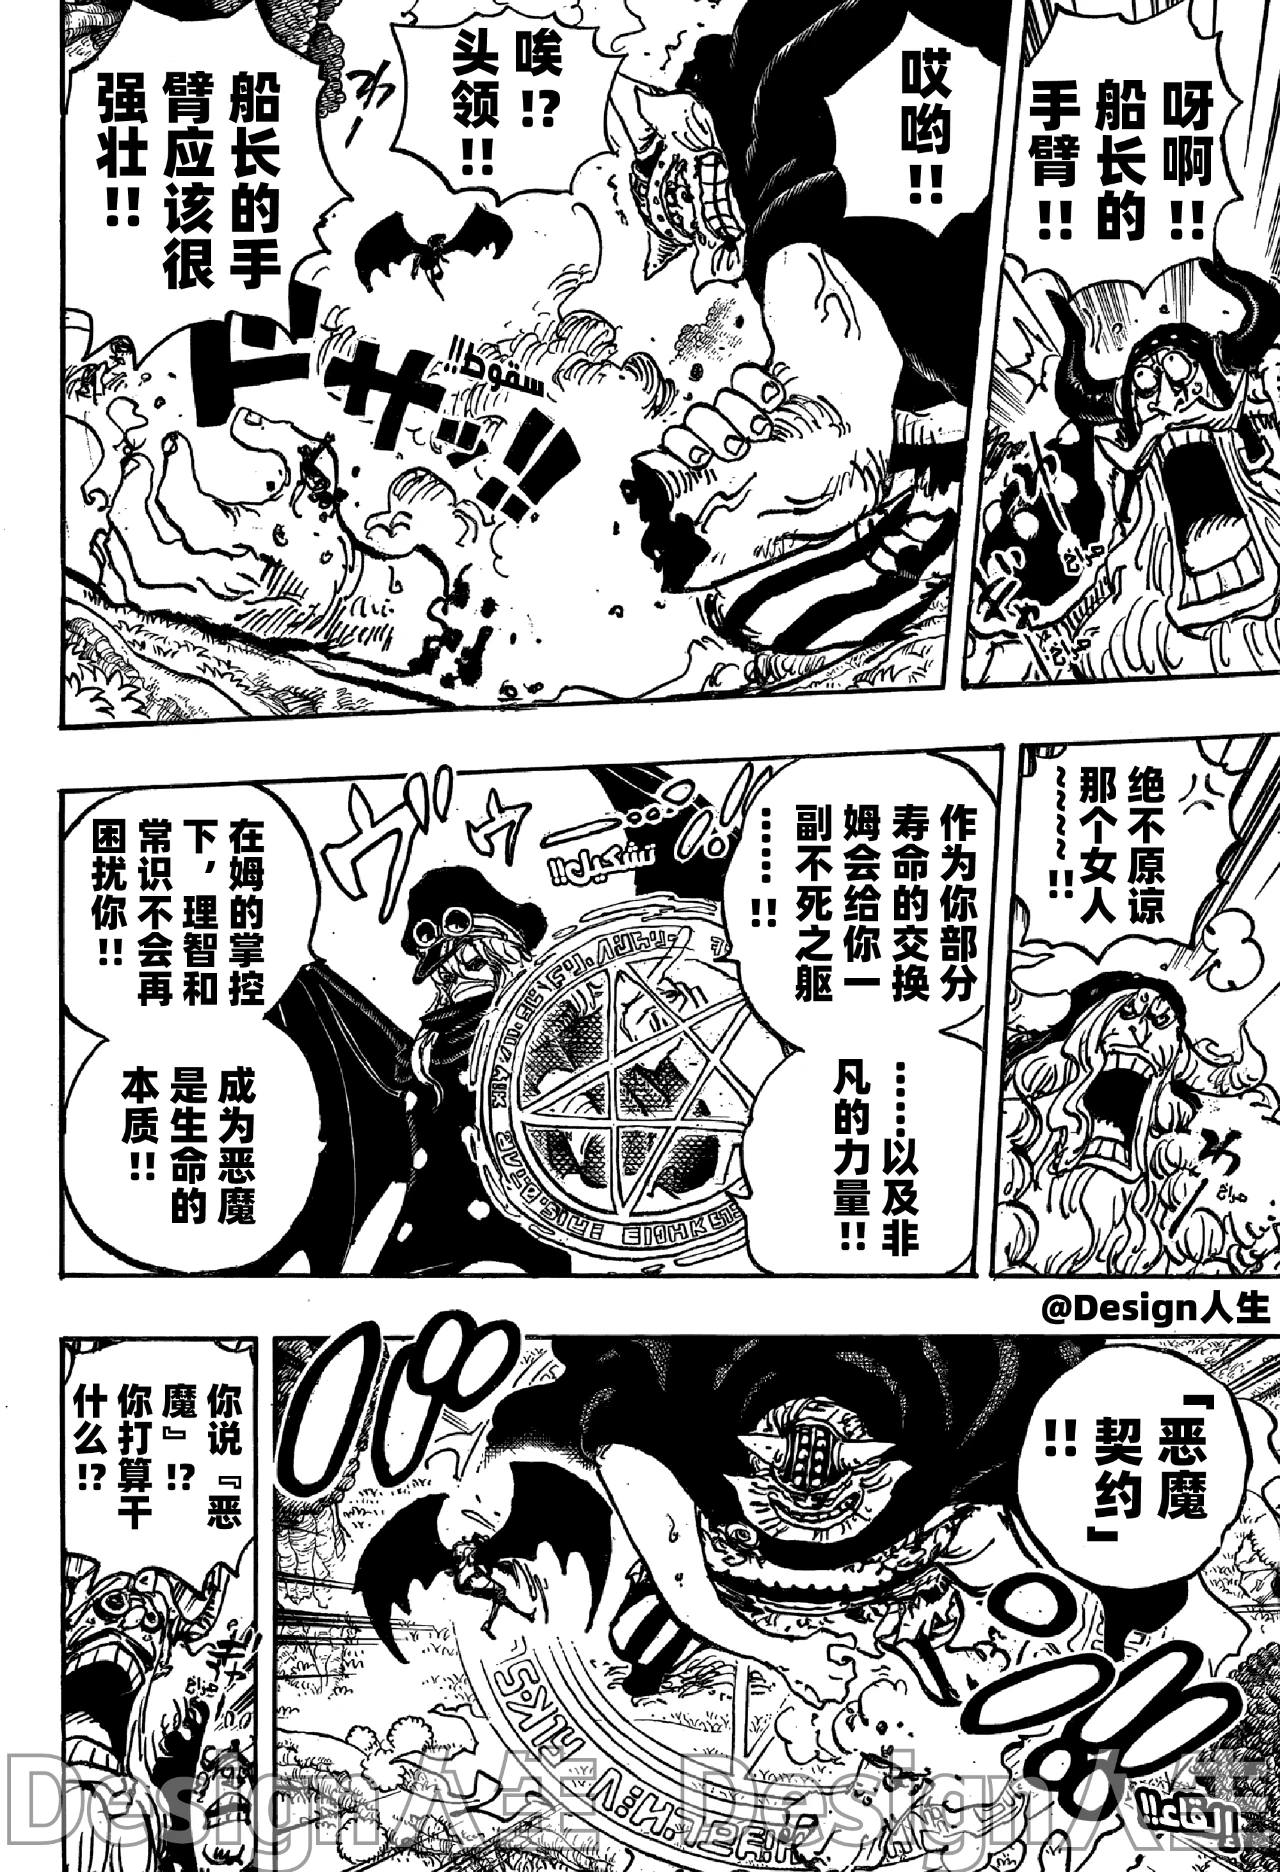 呀啊!!
船长的
手臂!!
哎哟!!
唉!?
头领!!
船长的手
臂应该很
强壮!!
ドサッ!!
سقوط!!
绝不原谅
那个女人
~~~~~!!
作为你部分
寿命的交换
姆会给你一
副不死之躯
……!!
……以及非
凡的力量!!
ヴゥ
تشكيل!!
在姆的掌控
下，理智和
常识不会再
困扰你!!
成为恶魔
是生命的
本质!!
صراخ
@Design人生
「恶魔
契约」
!!
你说『恶
魔』!?
你打算干
什么!?
صراخ
Design人生 Design人生